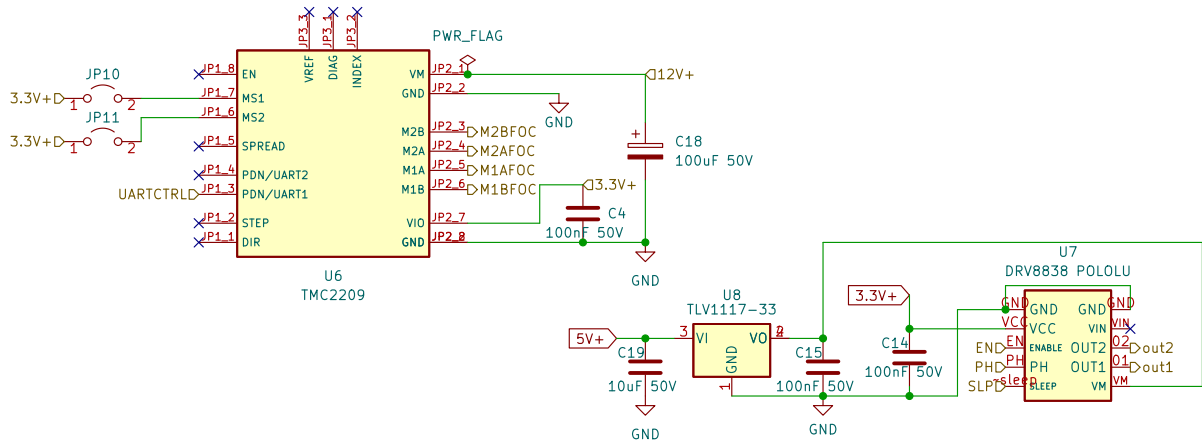 JP3_3
JP3_1
JP3_2
PWR_FLAG
VREF
DIAG
INDEX
JP10
3.3V+
1
2
JP11
3.3V+
1
2
JP1_8
EN
JP1_7
MS1
JP1_6
MS2
JP1_5
SPREAD
JP1_4
PDN/UART2
UARTCTRL
JP1_3
PDN/UART1
JP1_2
STEP
JP1_1
DIR
VM
JP2_1
12V+
GND
JP2_2
GND
M2B
JP2_3
M2BFOC
M2A
JP2_4
M2AFOC
M1A
JP2_5
M1AFOC
M1B
JP2_6
M1BFOC
VIO
JP2_7
3.3V+
GND
JP2_8
+
C18
100uF 50V
C4
100nF 50V
GND
U6
TMC2209
U8
TLV1117-33
5V+
3
VI
VO
2
GND
1
C19
10uF 50V
GND
C15
100nF 50V
GND
3.3V+
C14
100nF 50V
U7
DRV8838 POLOLU
GND
GND
VCC
VCC
EN
EN
ENABLE
PH
PH
PH
SLP
~sleep
SLEEP
GND
GND
VIN
VIN
OUT2
O2
out2
OUT1
O1
out1
VM
VM